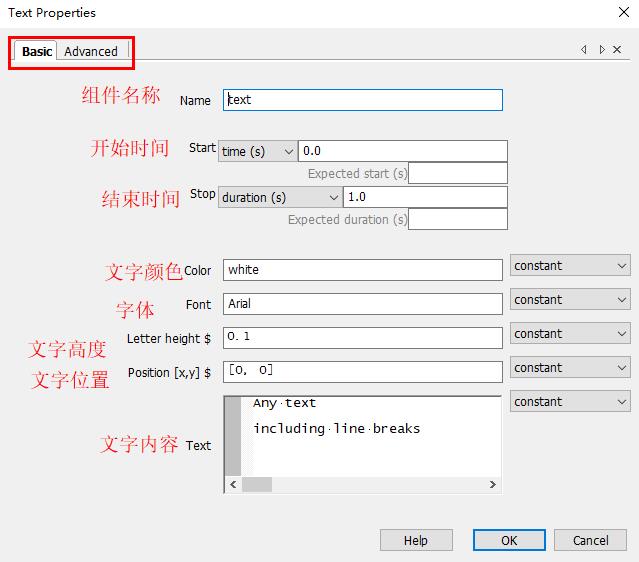 Text Properties
Basic Advanced
组件名称 Name text
开始时间 Start time (s) 0.0
Expected start (s)
结束时间 Stop duration (s) 1.0
Expected duration (s)
文字颜色 Color white constant
字体 Font Arial constant
文字高度 Letter height $ 0.1 constant
文字位置 Position [x,y] $ [0, 0] constant
文字内容 Text Any text constant
including line breaks
Help OK Cancel